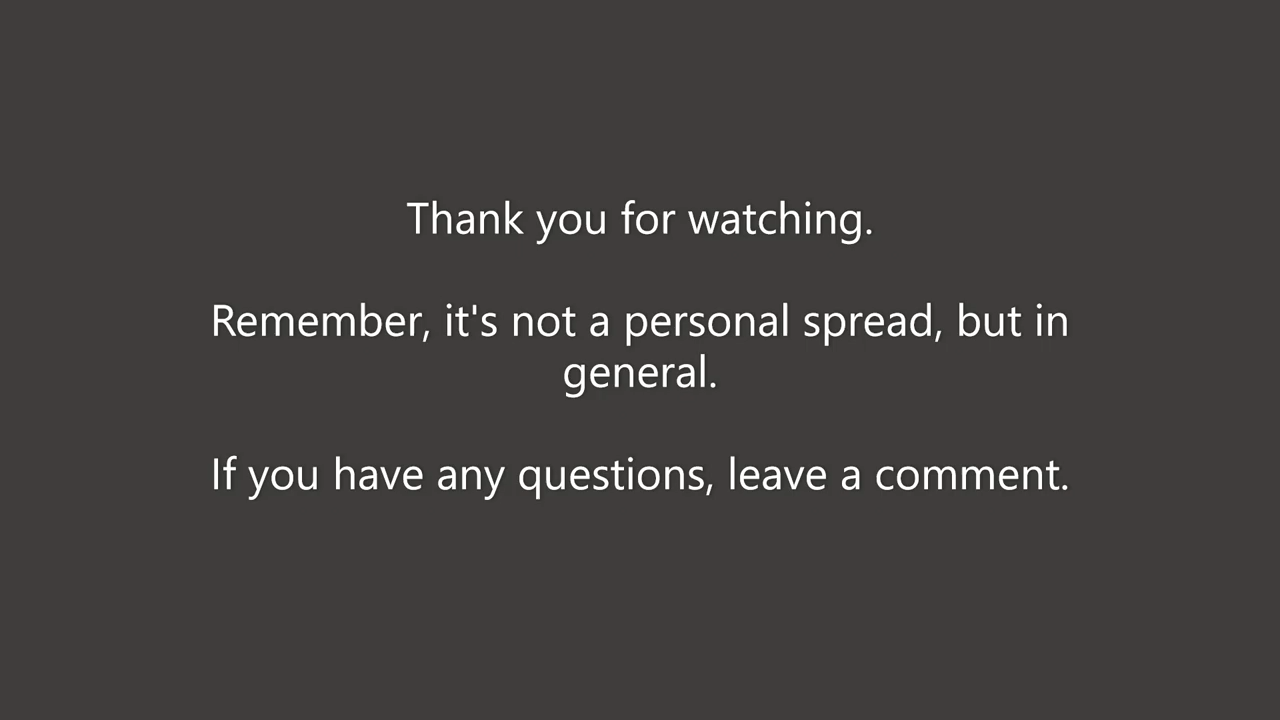 Thank you for watching.
Remember, it's not a personal spread, but in
general.
If you have any questions, leave a comment.